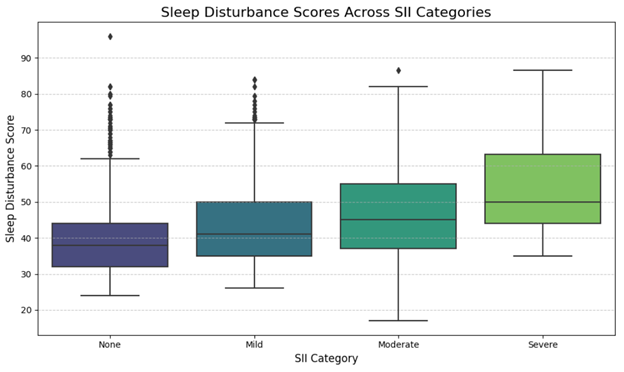 Sleep Disturbance Scores Across SII Categories
Sleep Disturbance Score
90
80
70
60
50
40
30
20
None Mild Moderate Severe
SII Category